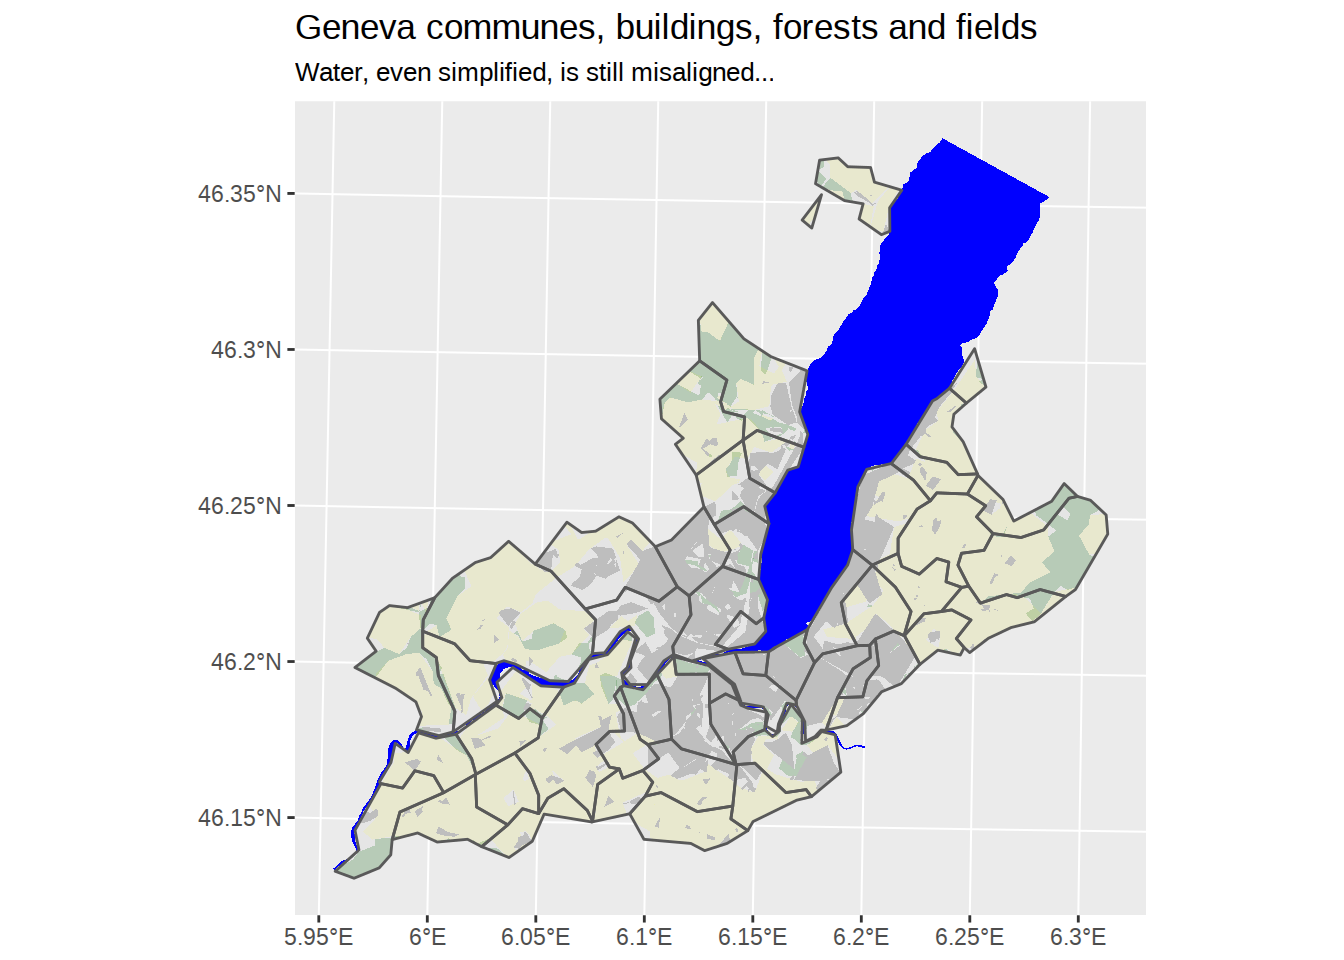 Geneva communes, buildings, forests and fields
Water, even simplified, is still misaligned...
46.35°N
46.3°N
46.25°N
46.2°N
46.15°N
5.95°E 6°E 6.05°E 6.1°E 6.15°E 6.2°E 6.25°E 6.3°E